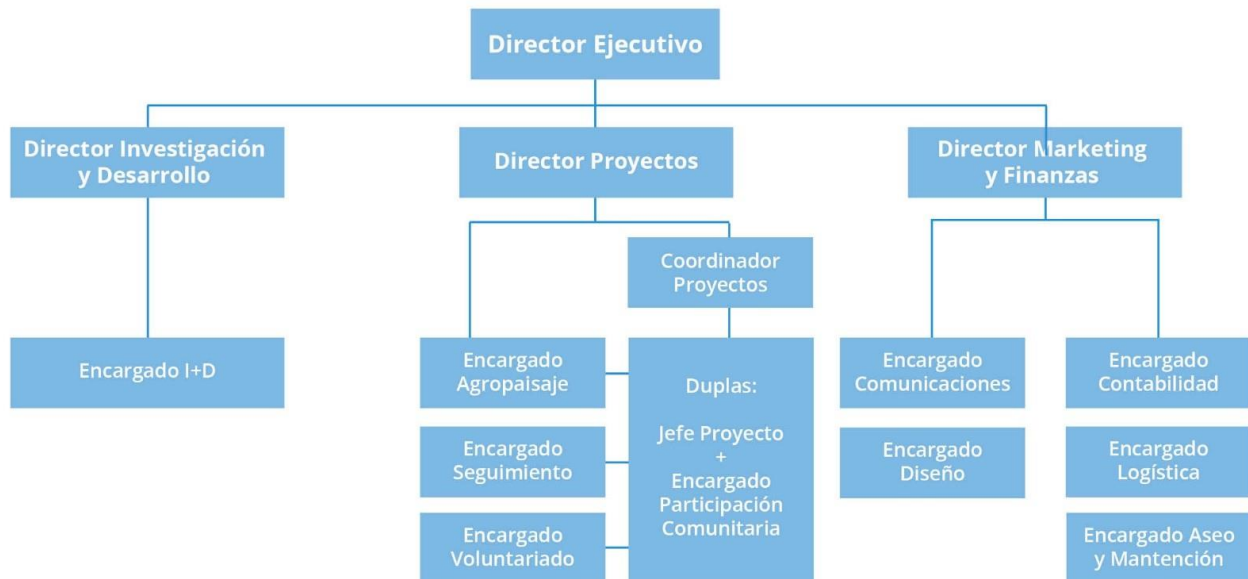 Director Ejecutivo
Director Investigación
y Desarrollo
Director Proyectos
Director Marketing
y Finanzas
Coordinador
Proyectos
Encargado I+D
Encargado
Agropaisaje
Encargado
Seguimiento
Encargado
Voluntariado
Duplas:
Jefe Proyecto
+
Encargado
Participación
Comunitaria
Encargado
Comunicaciones
Encargado
Diseño
Encargado
Contabilidad
Encargado
Logística
Encargado Aseo
y Mantención